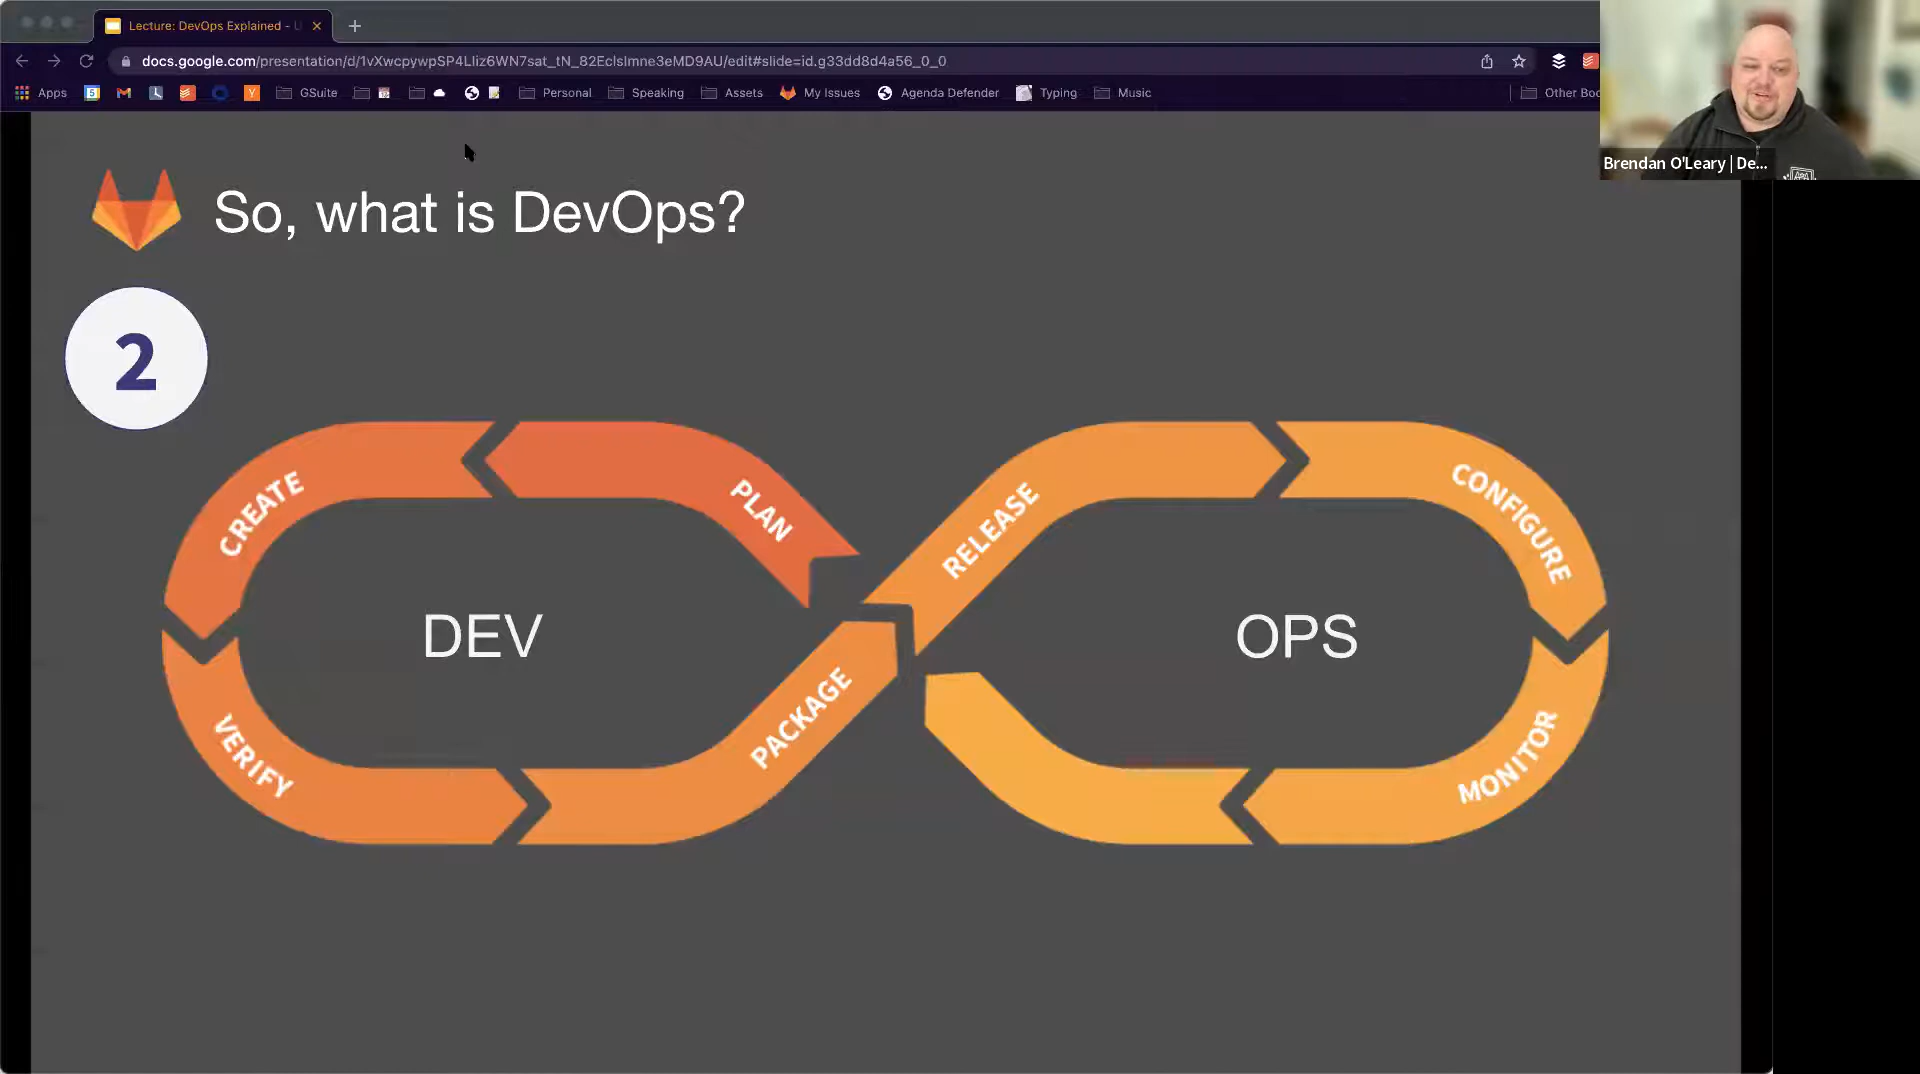 Lecture: DevOps Explained -
docs.google.com/presentation/d/1vXwcpywpSP4LIiz6WN7sat_tN_82EclsImne3eMD9AU/edit#slide=id.g33dd8d4a56_0_0
Apps
5
Y
GSuite
Personal
Speaking
Assets
My Issues
Agenda Defender
Typing
Music
Other Boo
Brendan O'Leary | De...
So, what is DevOps?
2
CREATE
PLAN
RELEASE
CONFIGURE
DEV
OPS
VERIFY
PACKAGE
MONITOR